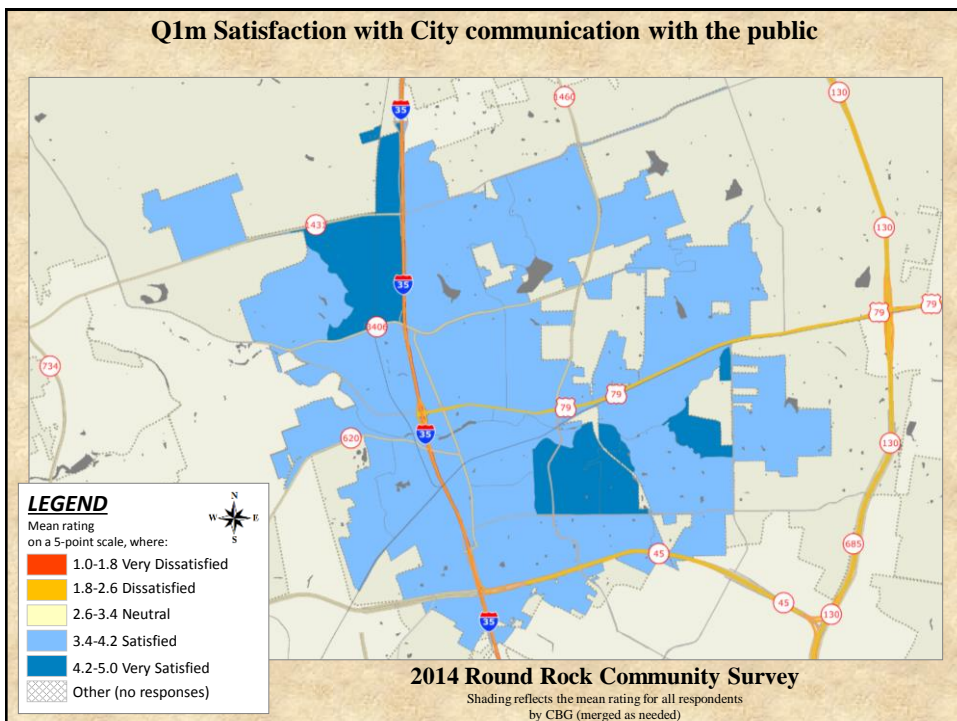 Q1m Satisfaction with City communication with the public
35
1460
130
1431
130
35
79
79
3406
734
79
79
35
620
130
685
45
45
130
35
LEGEND
N
W E
S
Mean rating
on a 5-point scale, where:
1.0-1.8 Very Dissatisfied
1.8-2.6 Dissatisfied
2.6-3.4 Neutral
3.4-4.2 Satisfied
4.2-5.0 Very Satisfied
Other (no responses)
2014 Round Rock Community Survey
Shading reflects the mean rating for all respondents
by CBG (merged as needed)